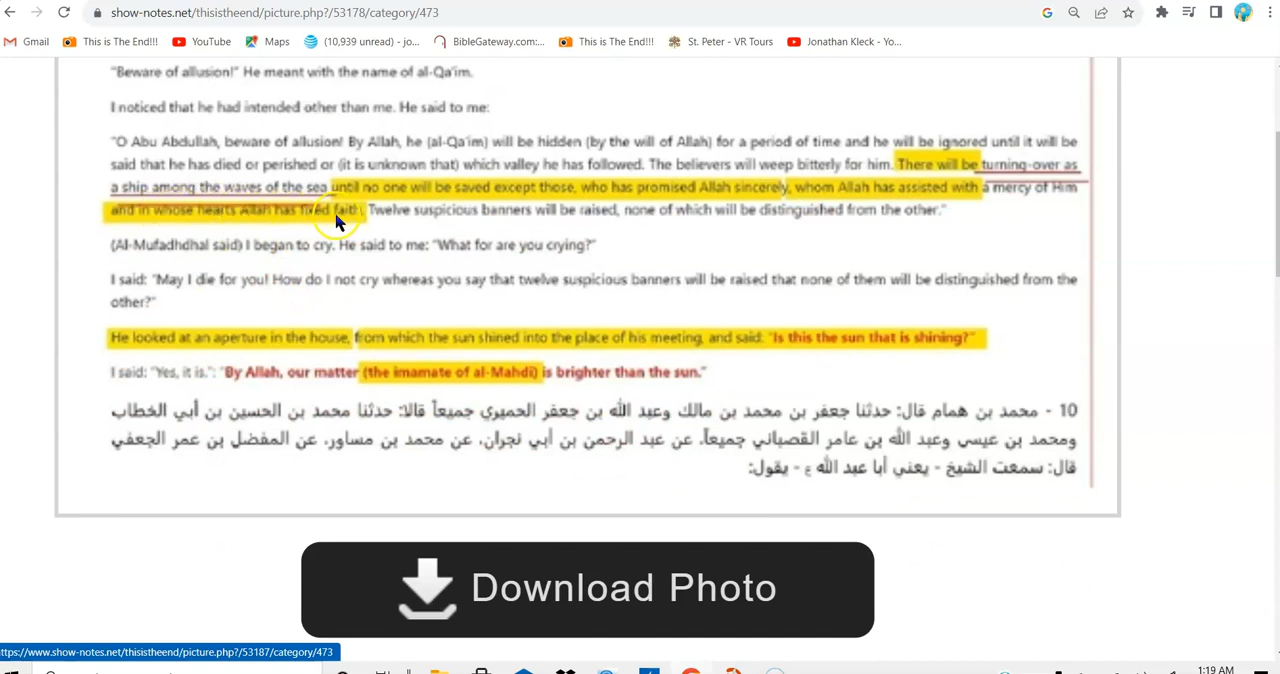 show-notes.net/thisistheend/picture.php?/53178/category/473
Gmail
This is The End!!!
YouTube
Maps
(10,939 unread) - jo...
BibleGateway.com:...
This is The End!!!
St. Peter - VR Tours
Jonathan Kleck - Yo...
"Beware of allusion!" He meant with the name of al-Qa'im.
I noticed that he had intended other than me. He said to me:
"O Abu Abdullah, beware of allusion! By Allah, he (al-Qa'im) will be hidden (by the will of Allah) for a period of time and he will be ignored until it will be
said that he has died or perished or (it is unknown that) which valley he has followed. The believers will weep bitterly for him. There will be turning-over as
a ship among the waves of the sea until no one will be saved except those, who has promised Allah sincerely, whom Allah has assisted with a mercy of Him
and in whose hearts Allah has fixed faith. Twelve suspicious banners will be raised, none of which will be distinguished from the other."
(Al-Mufadhdhal said) I began to cry. He said to me: "What for are you crying?"
I said: "May I die for you! How do I not cry whereas you say that twelve suspicious banners will be raised that none of them will be distinguished from the
other?"
He looked at an aperture in the house, from which the sun shined into the place of his meeting, and said: "Is this the sun that is shining?"
I said: "Yes, it is.": "By Allah, our matter (the imamate of al-Mahdi) is brighter than the sun."
10 - محمد بن همام قال: حدثنا جعفر بن محمد بن مالك وعبد الله بن جعفر الحميري جميعاً قالا: حدثنا محمد بن الحسين بن أبي الخطاب
ومحمد بن عيسى وعبد الله بن عامر القصباني جميعاً، عن عبد الرحمن بن أبي نجران، عن محمد بن مساور، عن المفضل بن عمر الجعفي
قال: سمعت الشيخ - يعني أبا عبد الله ع - يقول:
Download Photo
https://www.show-notes.net/thisistheend/picture.php?/53187/category/473
1:19 AM